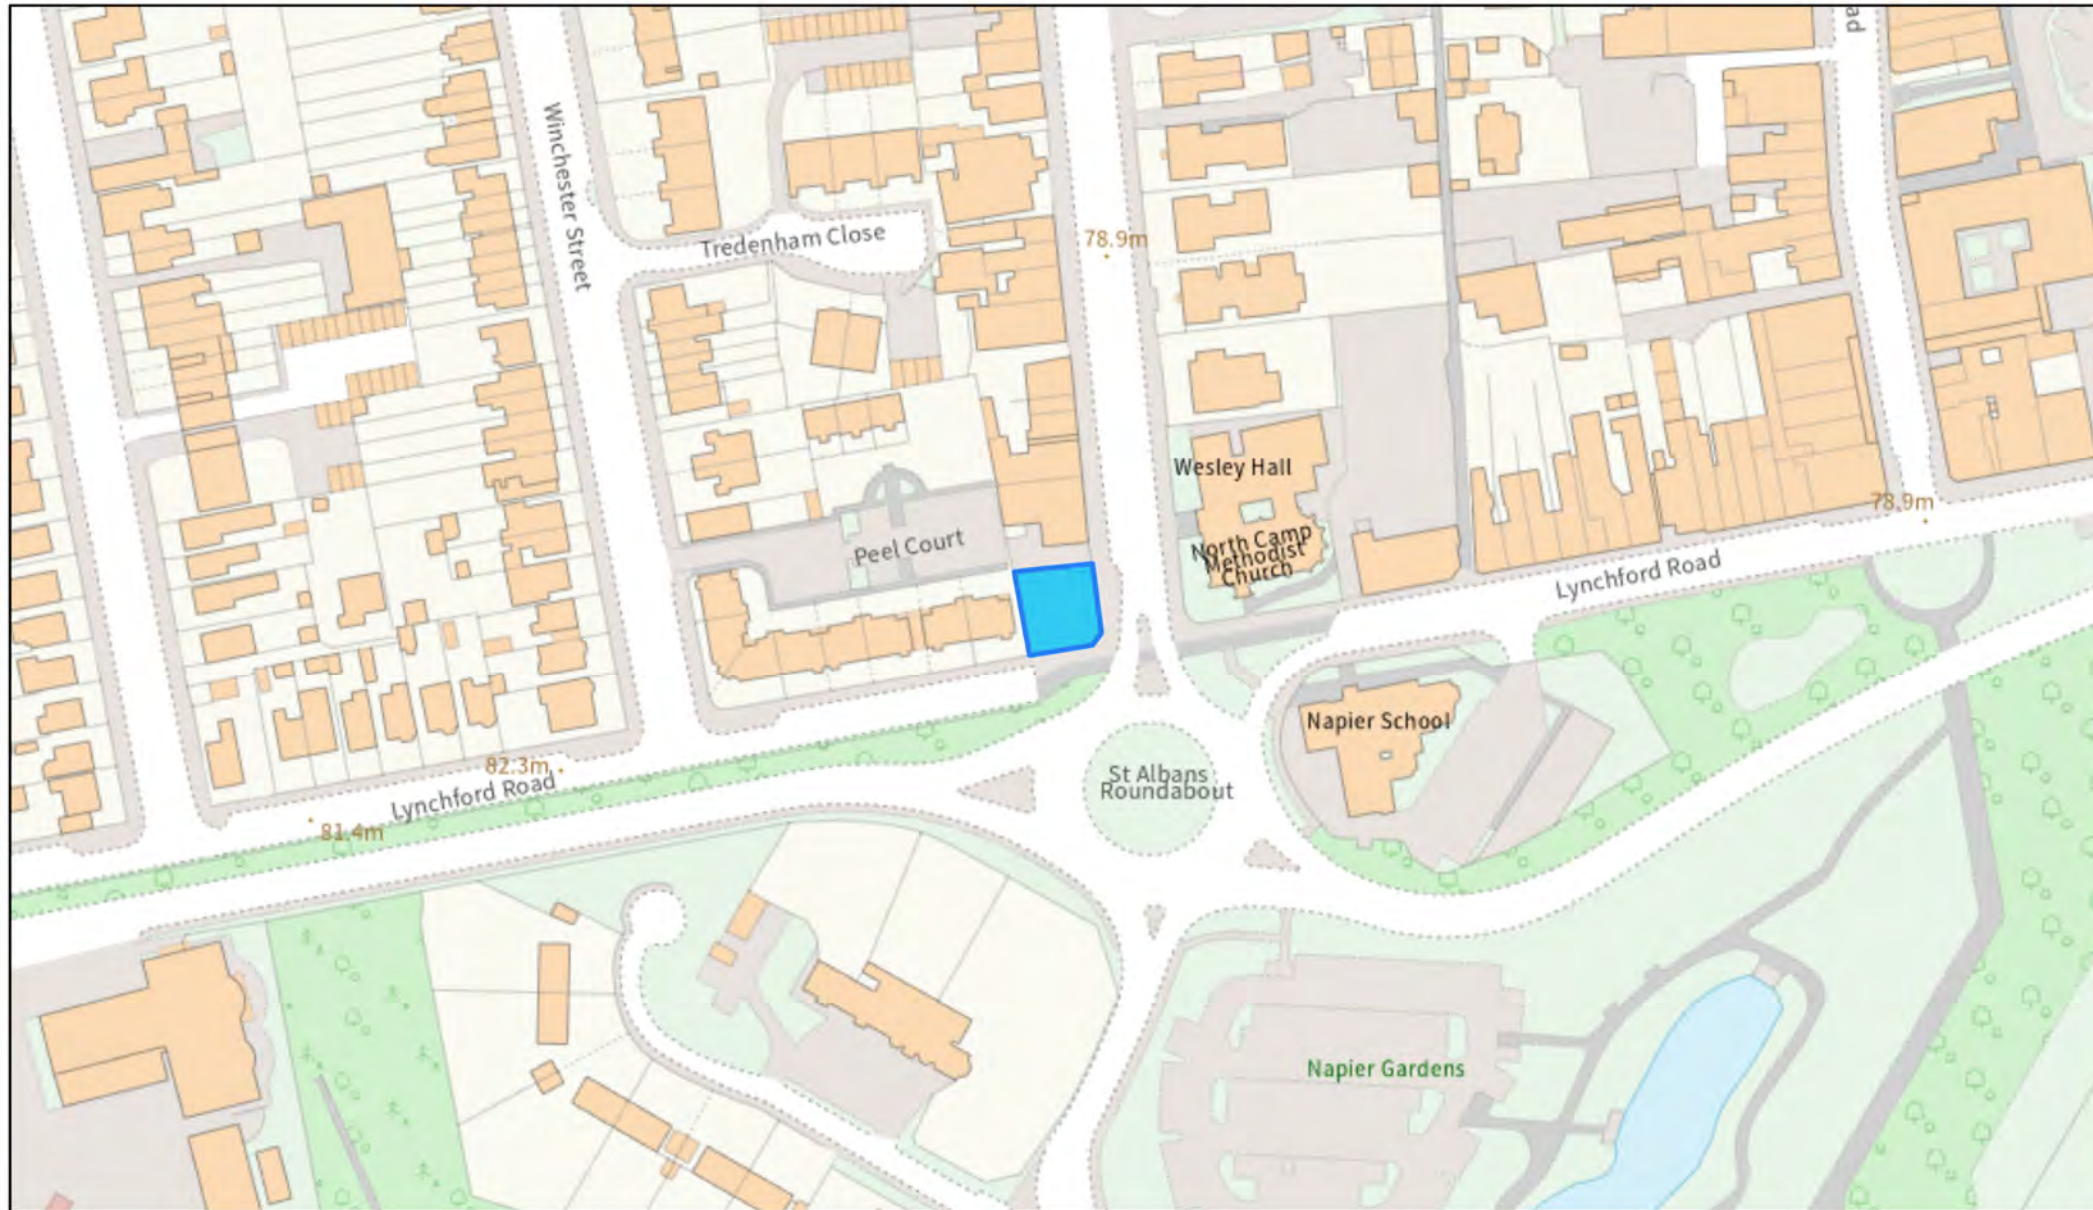 ad
Winchester Street
Tredenham Close
78.9m
Wesley Hall
North Camp
Methodist
Church
78.9m
Peel Court
Lynchford Road
Napier School
82.3m
Lynchford Road
81.4m
St Albans
Roundabout
Napier Gardens